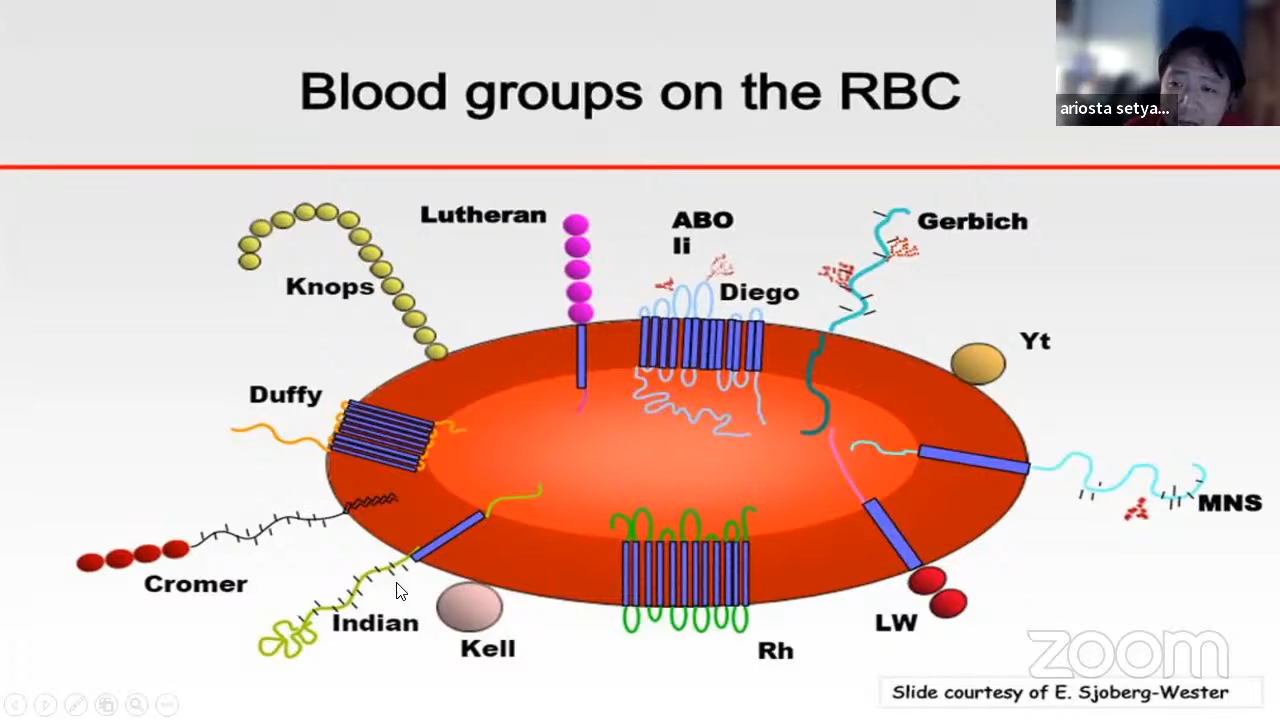 Blood groups on the RBC
ariosta setya...
Lutheran
ABO
Ii
Gerbich
Knops
Diego
Yt
Duffy
MNS
Cromer
Indian
Kell
LW
Rh
zoom
Slide courtesy of E. Sjoberg-Wester